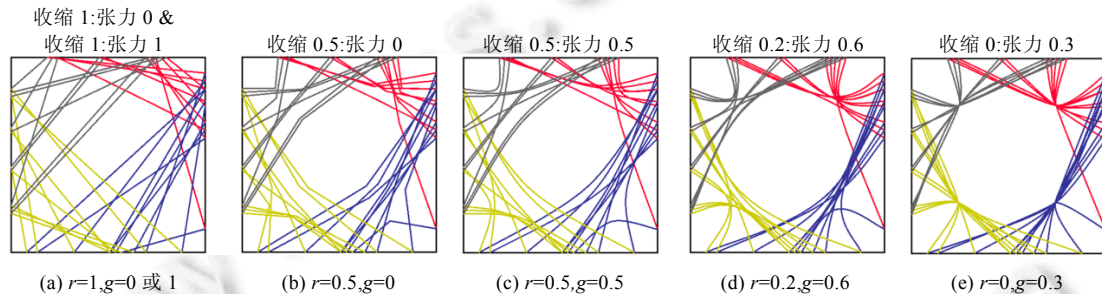 收缩 1:张力 0 &
收缩 1:张力 1
收缩 0.5:张力 0
收缩 0.5:张力 0.5
收缩 0.2:张力 0.6
收缩 0:张力 0.3
(a) r=1,g=0 或 1
(b) r=0.5,g=0
(c) r=0.5,g=0.5
(d) r=0.2,g=0.6
(e) r=0,g=0.3